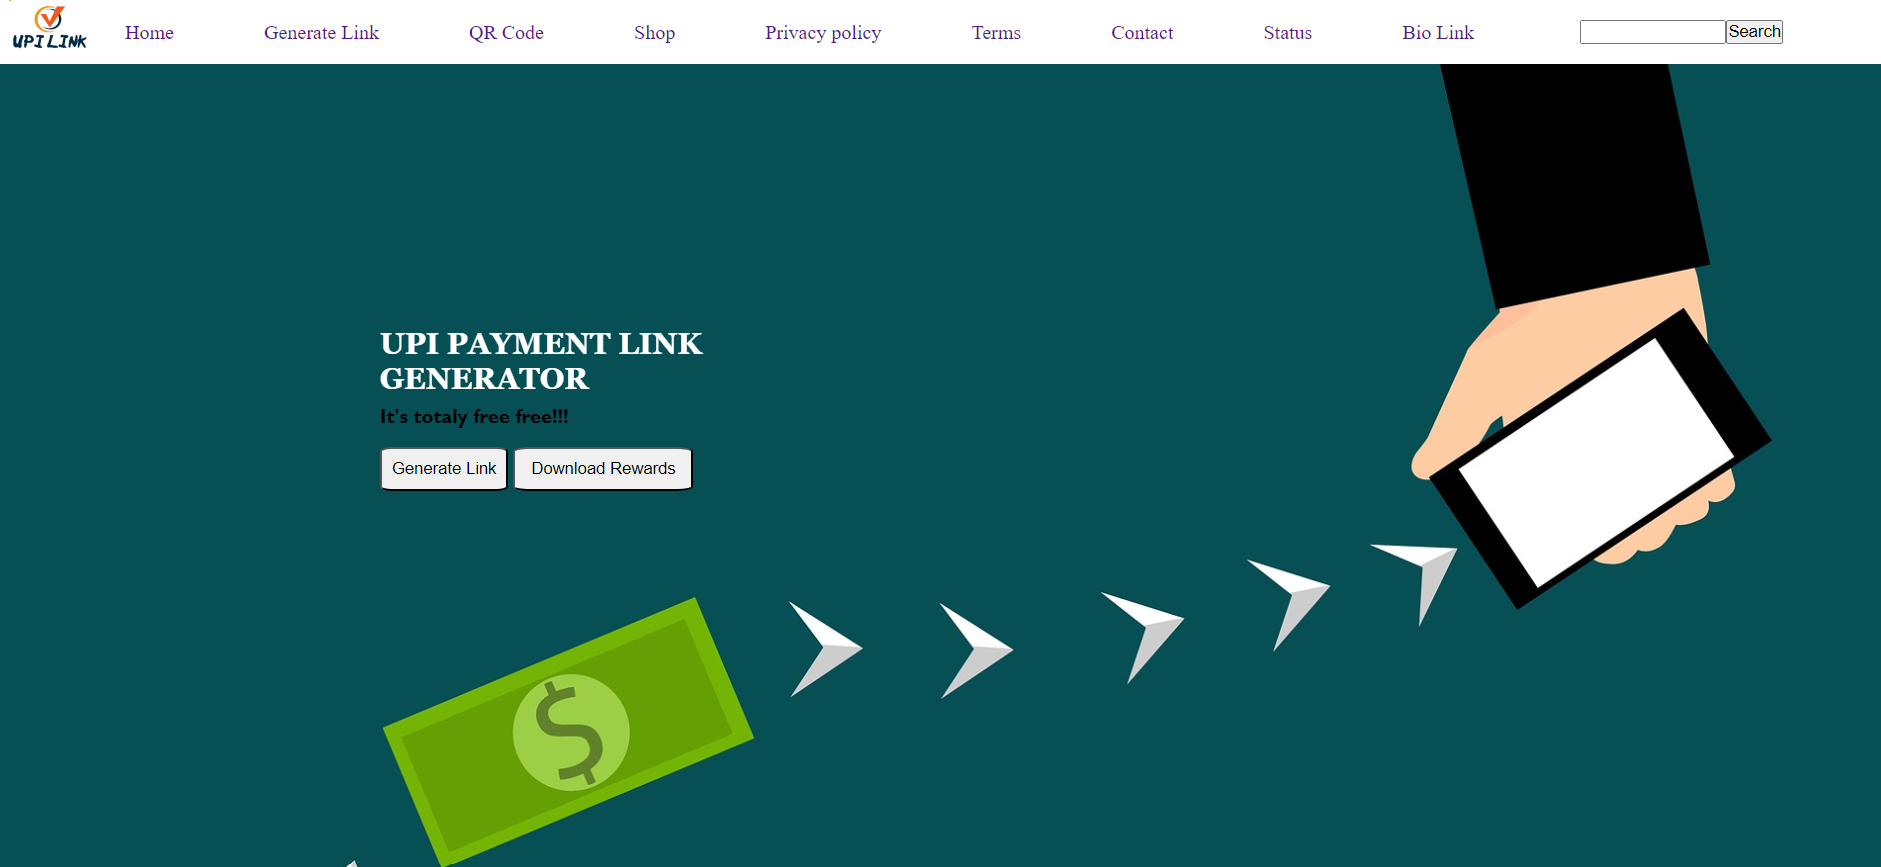 UPI LINK
Home Generate Link QR Code Shop Privacy policy Terms Contact Status Bio Link Search
UPI PAYMENT LINK
GENERATOR
It's totaly free free!!!
Generate Link Download Rewards
$